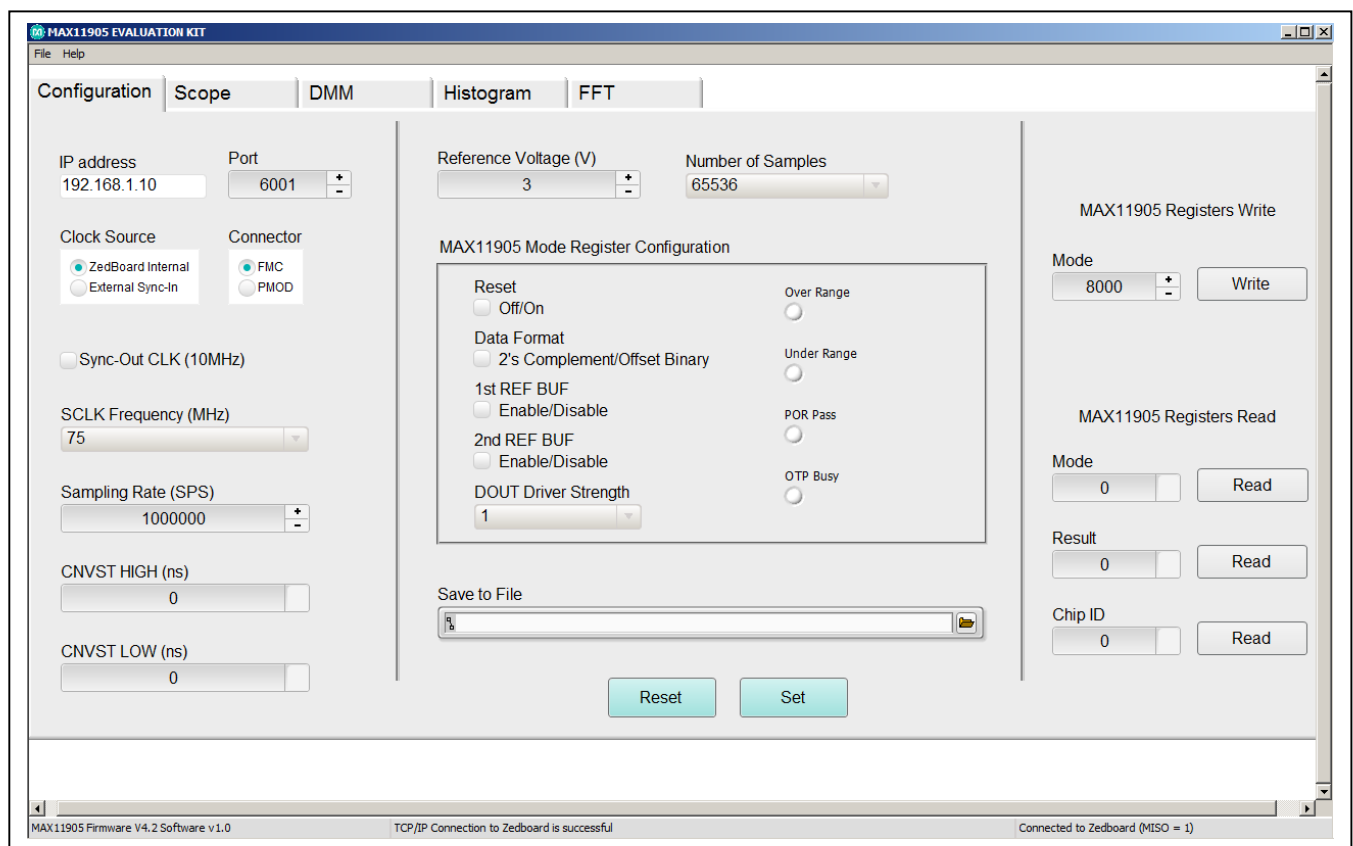 MAX11905 EVALUATION KIT
File Help
Configuration Scope DMM Histogram FFT
IP address Port
192.168.1.10 6001
Clock Source Connector
ZedBoard Internal FMC
External Sync-In PMOD
Sync-Out CLK (10MHz)
SCLK Frequency (MHz)
75
Sampling Rate (SPS)
1000000
CNVST HIGH (ns)
0
CNVST LOW (ns)
0
Reference Voltage (V) Number of Samples
3 65536
MAX11905 Mode Register Configuration
Reset
Off/On
Data Format
2's Complement/Offset Binary
1st REF BUF
Enable/Disable
2nd REF BUF
Enable/Disable
DOUT Driver Strength
1
Over Range
Under Range
POR Pass
OTP Busy
Save to File
Reset Set
MAX11905 Registers Write
Mode
8000 Write
MAX11905 Registers Read
Mode
0 Read
Result
0 Read
Chip ID
0 Read
MAX11905 Firmware V4.2 Software v1.0 TCP/IP Connection to Zedboard is successful Connected to Zedboard (MISO = 1)